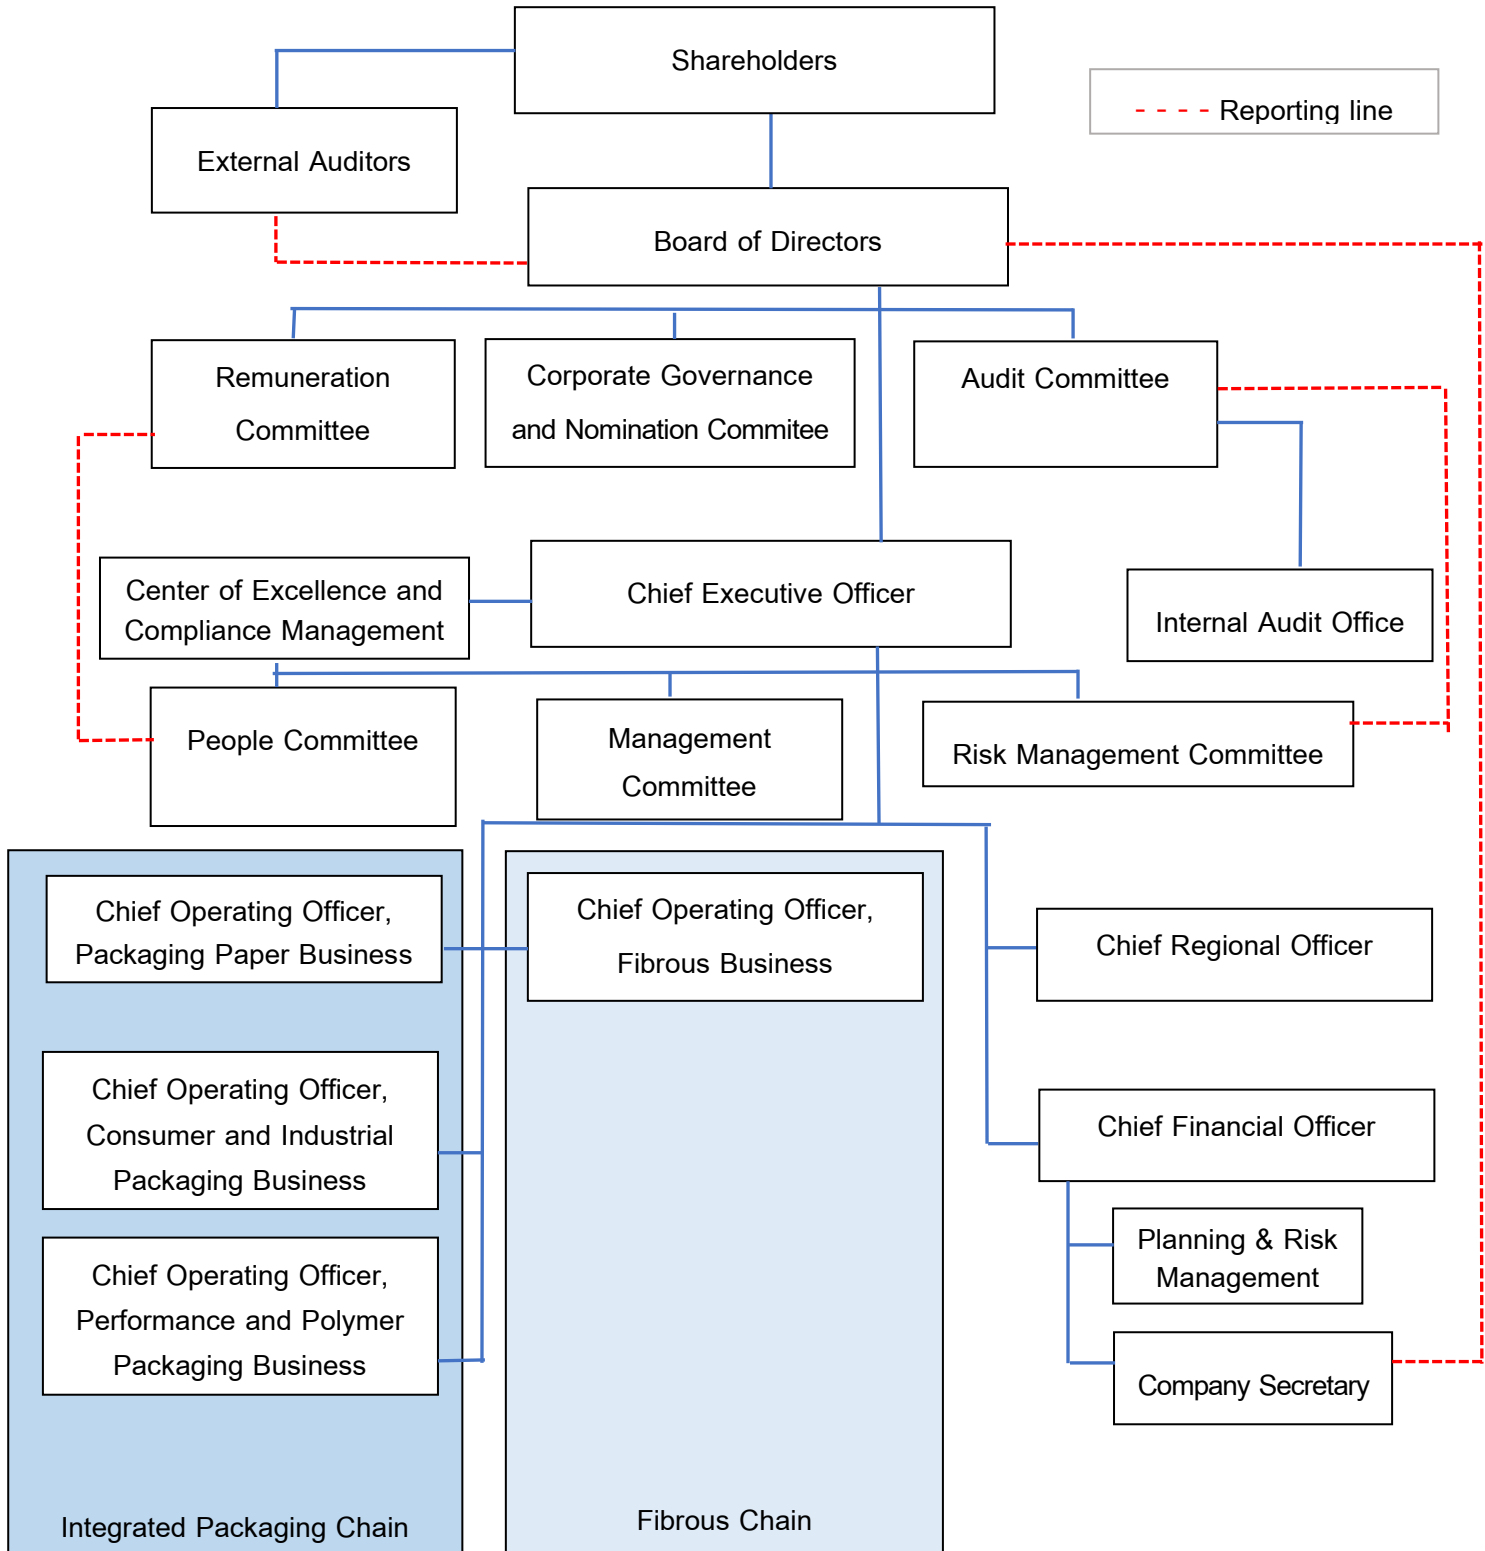 Shareholders
- - - - Reporting line
External Auditors
Board of Directors
Remuneration
Committee
Corporate Governance
and Nomination Commitee
Audit Committee
Center of Excellence and
Compliance Management
Chief Executive Officer
Internal Audit Office
People Committee
Management
Committee
Risk Management Committee
Chief Operating Officer,
Packaging Paper Business
Chief Operating Officer,
Fibrous Business
Chief Regional Officer
Chief Operating Officer,
Consumer and Industrial
Packaging Business
Chief Financial Officer
Planning & Risk
Management
Chief Operating Officer,
Performance and Polymer
Packaging Business
Company Secretary
Integrated Packaging Chain
Fibrous Chain